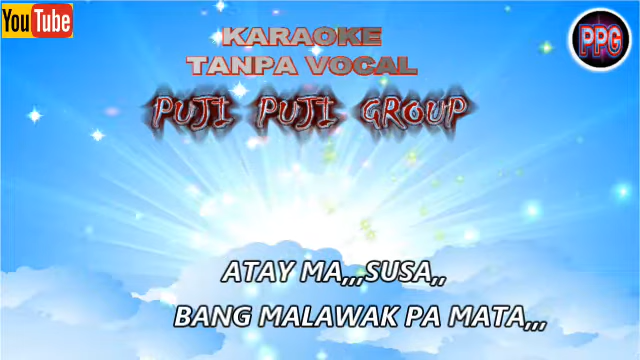 YouTube
KARAOKE
TANPA VOCAL
PUJI PUJI GROUP
PPG
ATAY MA,,,SUSA,,
BANG MALAWAK PA MATA,,,